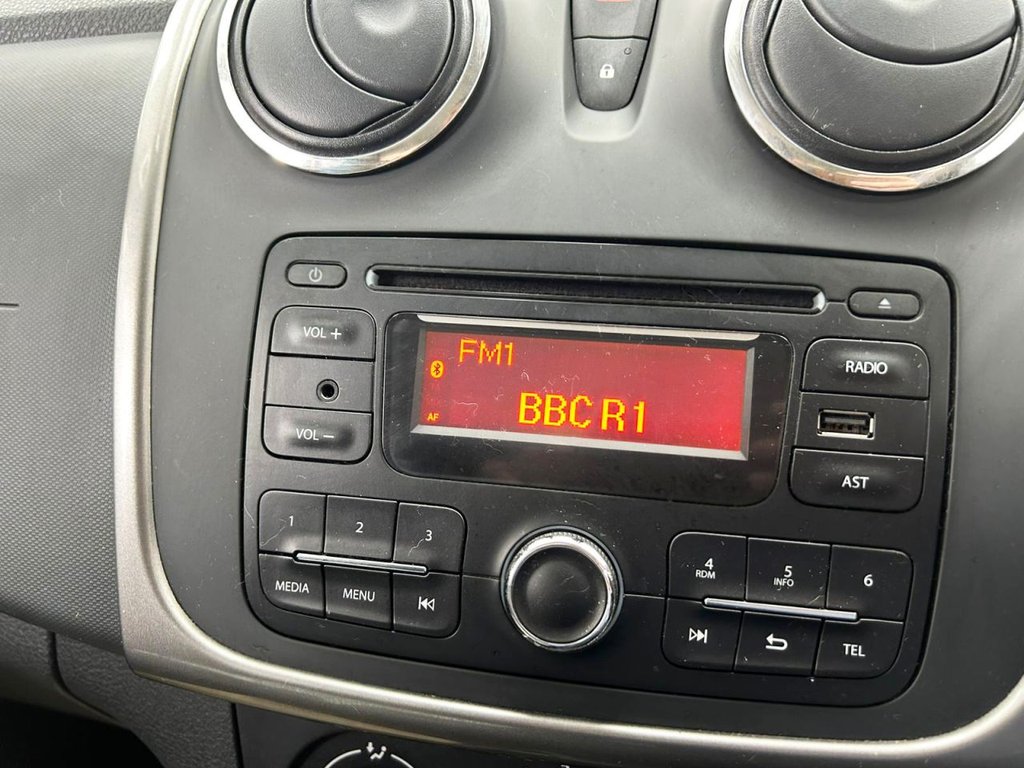 VOL +
VOL −
FM1
AF
BBC R1
RADIO
AST
1
2
3
MEDIA
MENU
4
RDM
5
INFO
6
TEL